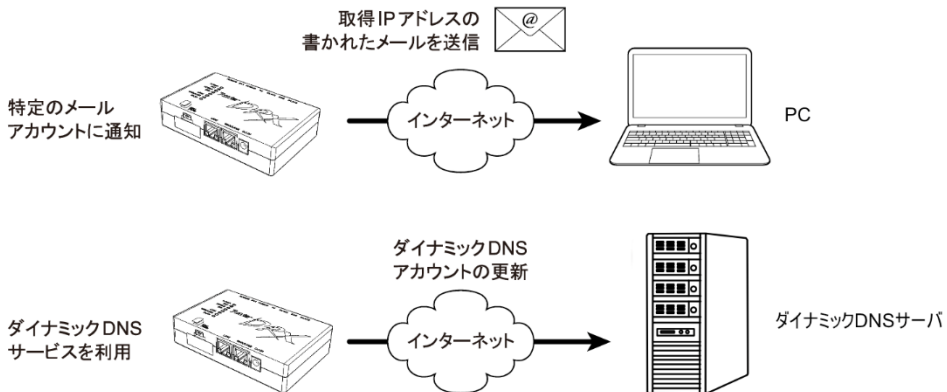 取得IPアドレスの
書かれたメールを送信
@
特定のメール
アカウントに通知
インターネット
PC
ダイナミックDNS
アカウントの更新
ダイナミックDNS
サービスを利用
インターネット
ダイナミックDNSサーバ